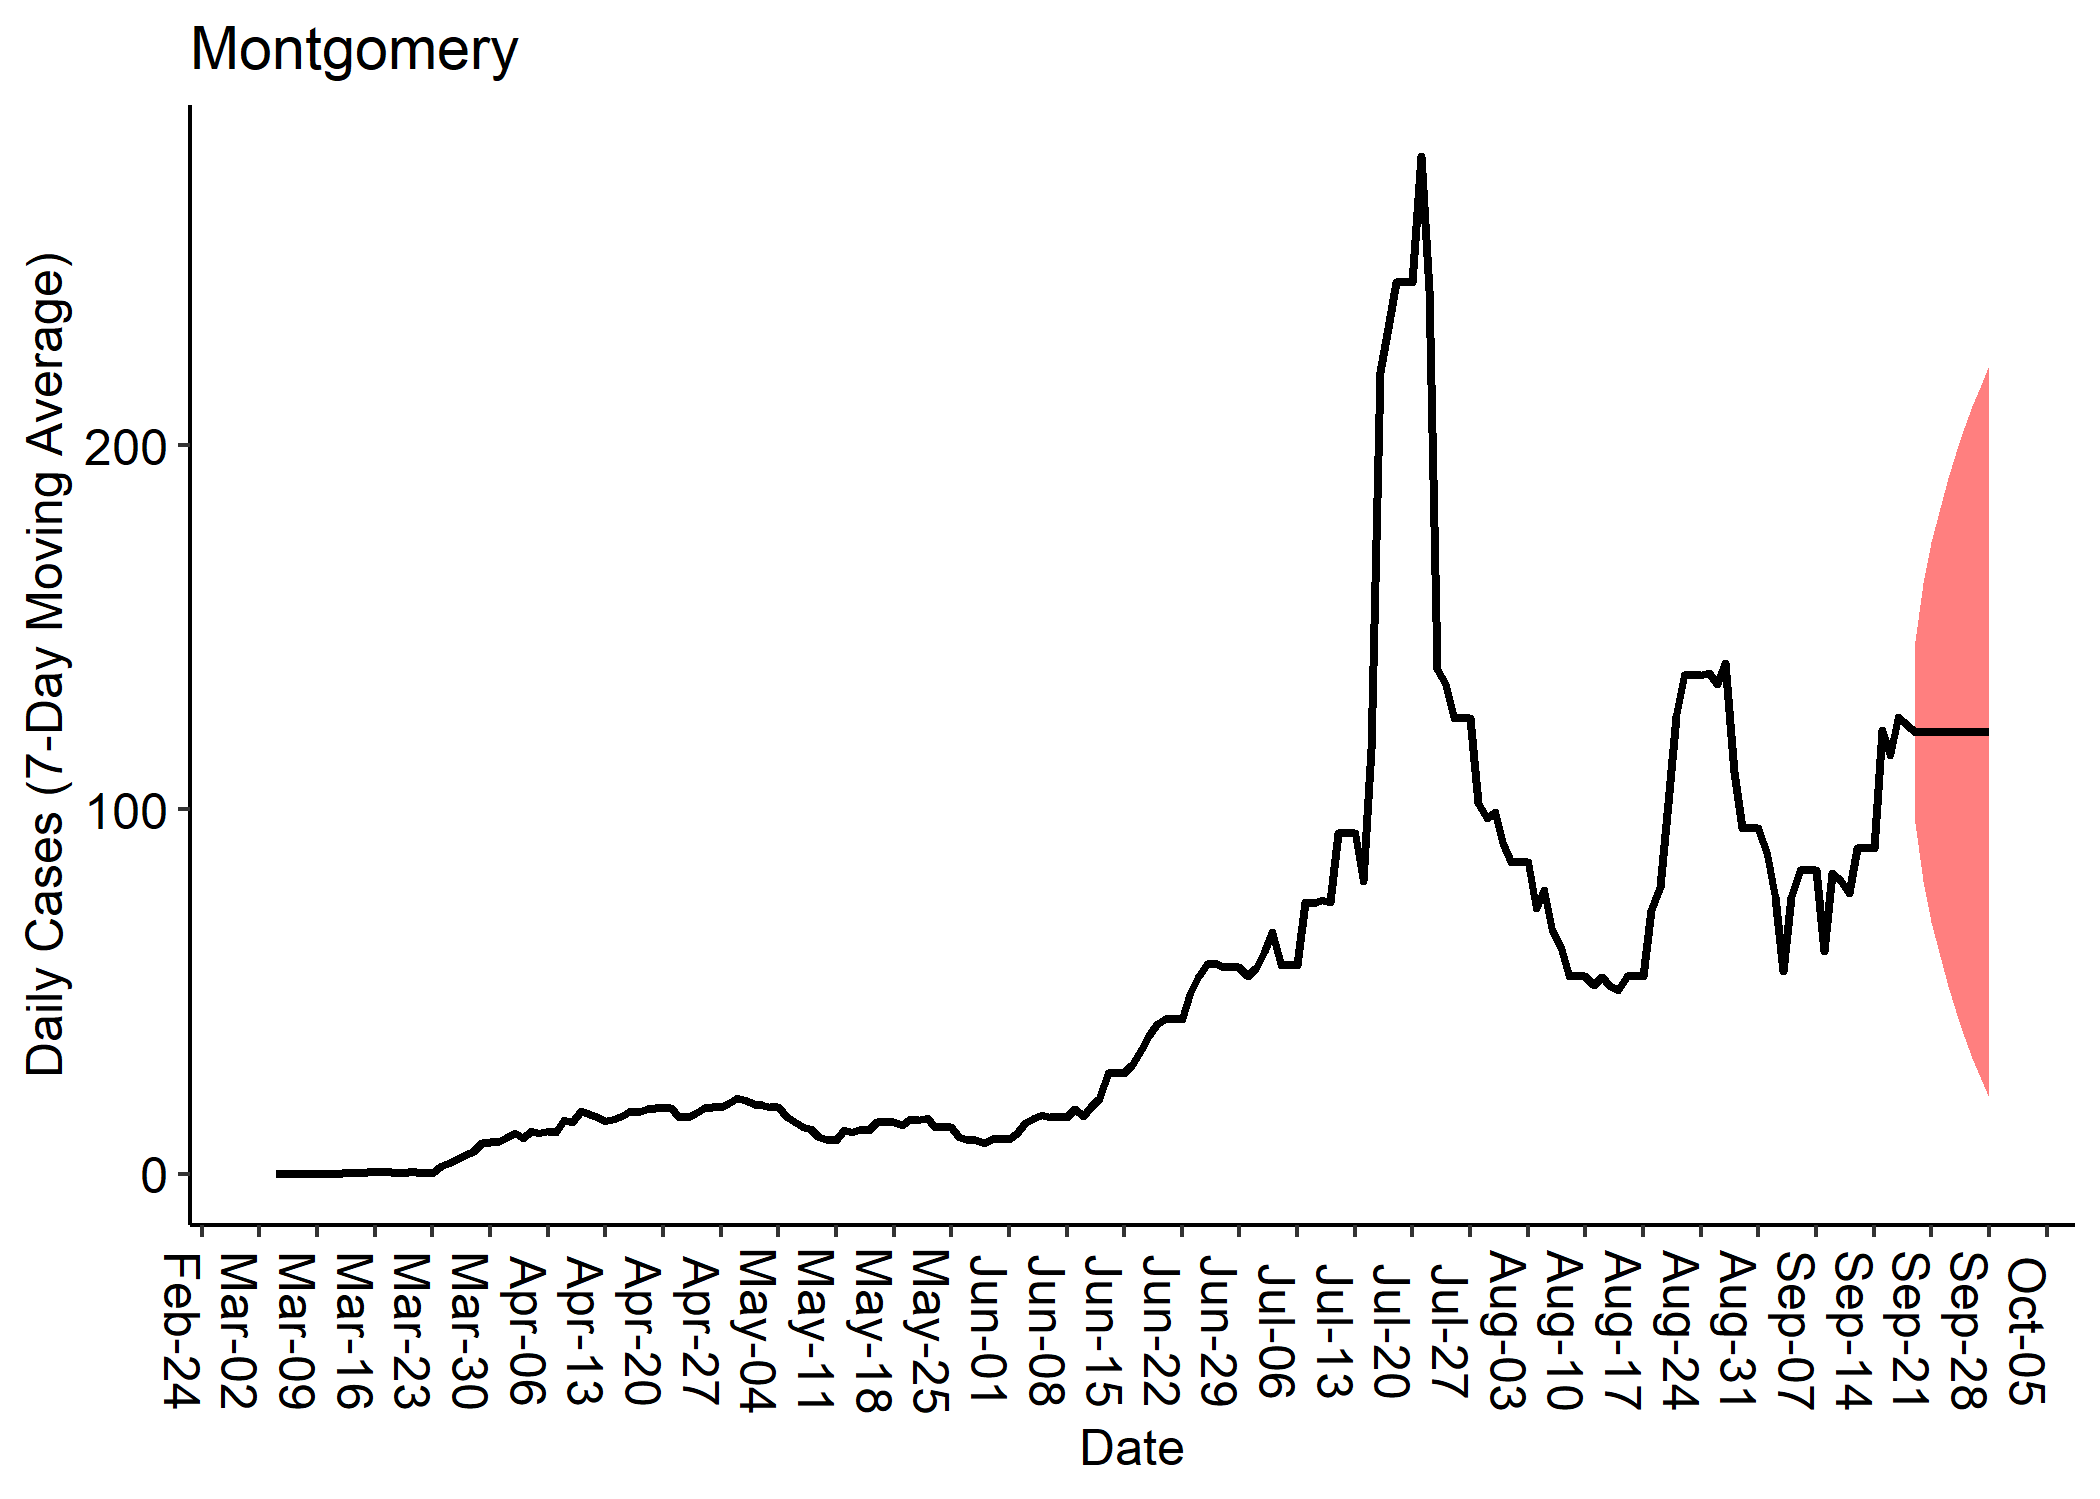 Montgomery
Daily Cases (7-Day Moving Average)
200
100
0
Feb-24
Mar-02
Mar-09
Mar-16
Mar-23
Mar-30
Apr-06
Apr-13
Apr-20
Apr-27
May-04
May-11
May-18
May-25
Jun-01
Jun-08
Jun-15
Jun-22
Jun-29
Jul-06
Jul-13
Jul-20
Jul-27
Aug-03
Aug-10
Aug-17
Aug-24
Aug-31
Sep-07
Sep-14
Sep-21
Sep-28
Oct-05
Date